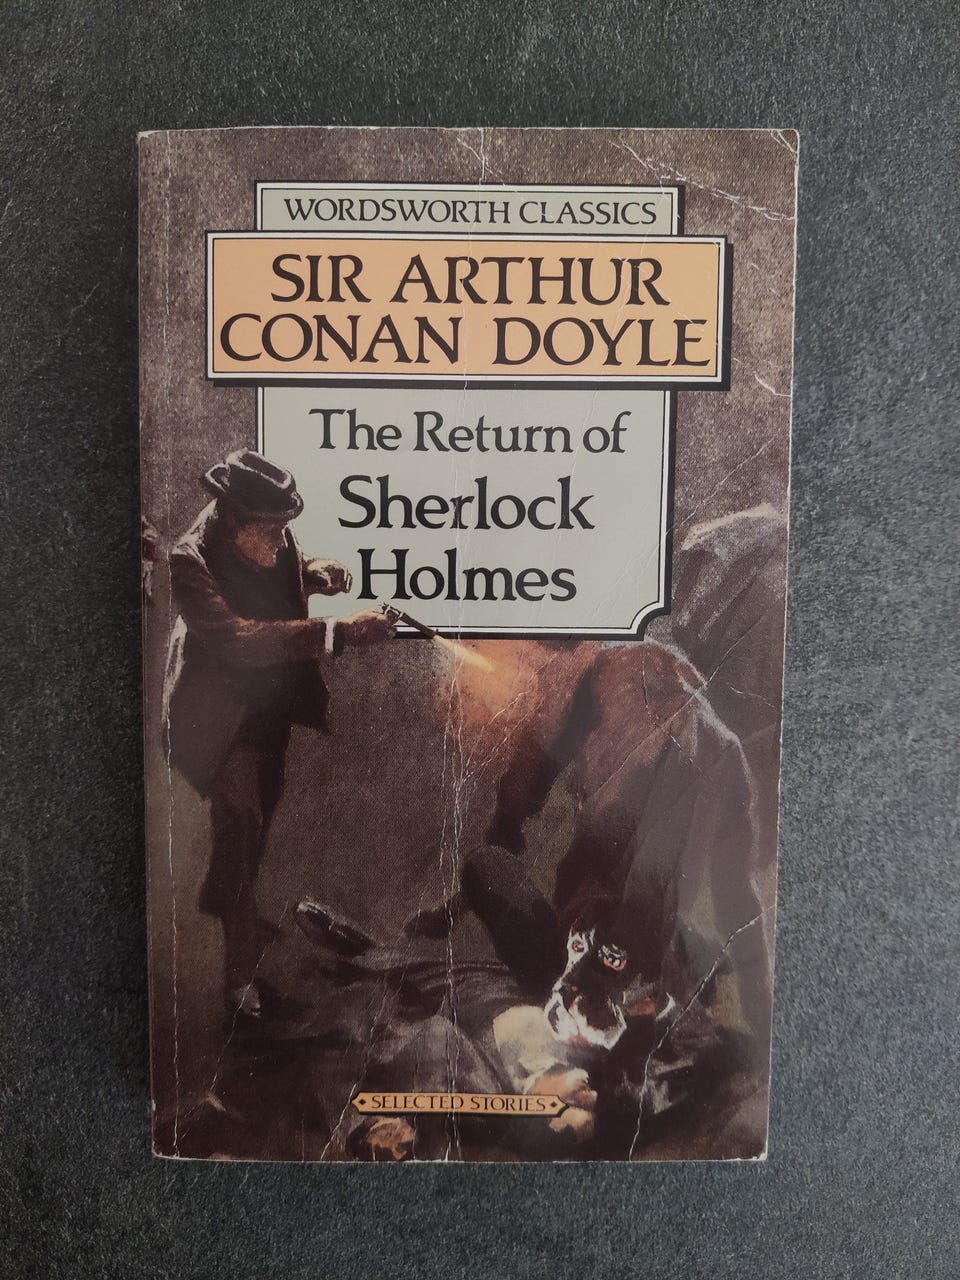 WORDSWORTH CLASSICS
SIR ARTHUR
CONAN DOYLE
The Return of
Sherlock
Holmes
SELECTED STORIES